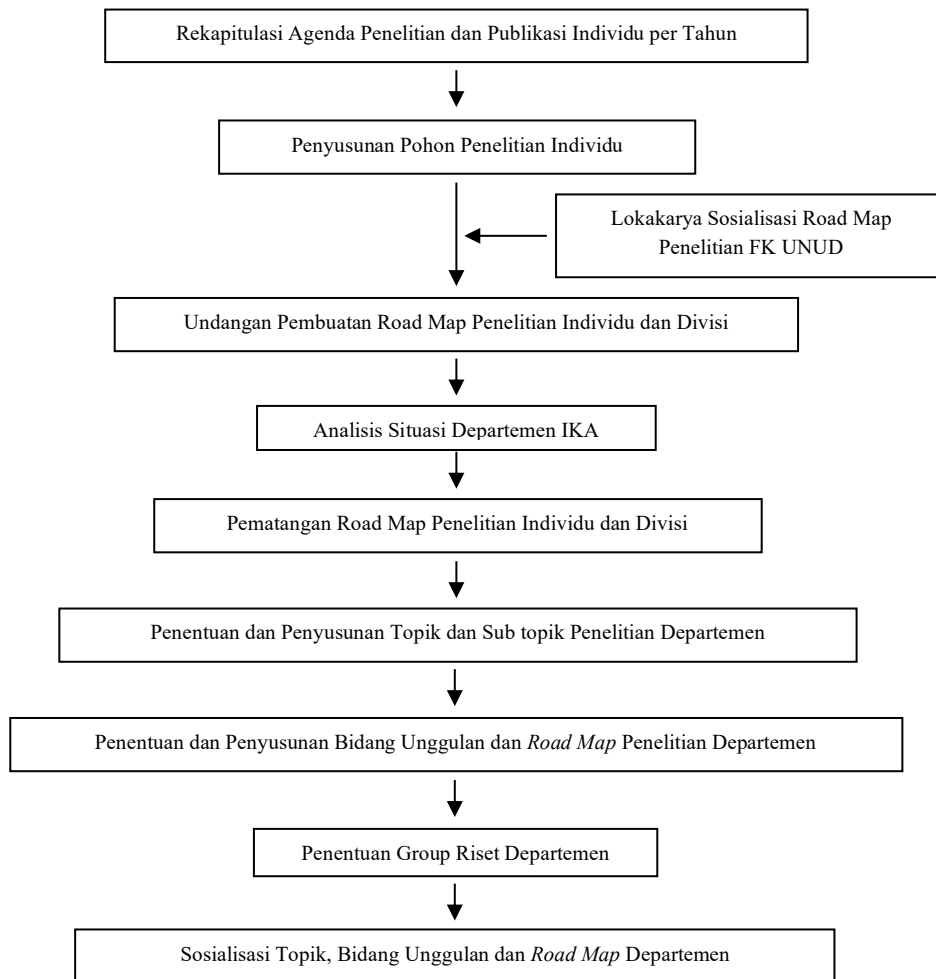 Rekapitulasi Agenda Penelitian dan Publikasi Individu per Tahun
Penyusunan Pohon Penelitian Individu
Lokakarya Sosialisasi Road Map
Penelitian FK UNUD
Undangan Pembuatan Road Map Penelitian Individu dan Divisi
Analisis Situasi Departemen IKA
Pematangan Road Map Penelitian Individu dan Divisi
Penentuan dan Penyusunan Topik dan Sub topik Penelitian Departemen
Penentuan dan Penyusunan Bidang Unggulan dan Road Map Penelitian Departemen
Penentuan Group Riset Departemen
Sosialisasi Topik, Bidang Unggulan dan Road Map Departemen